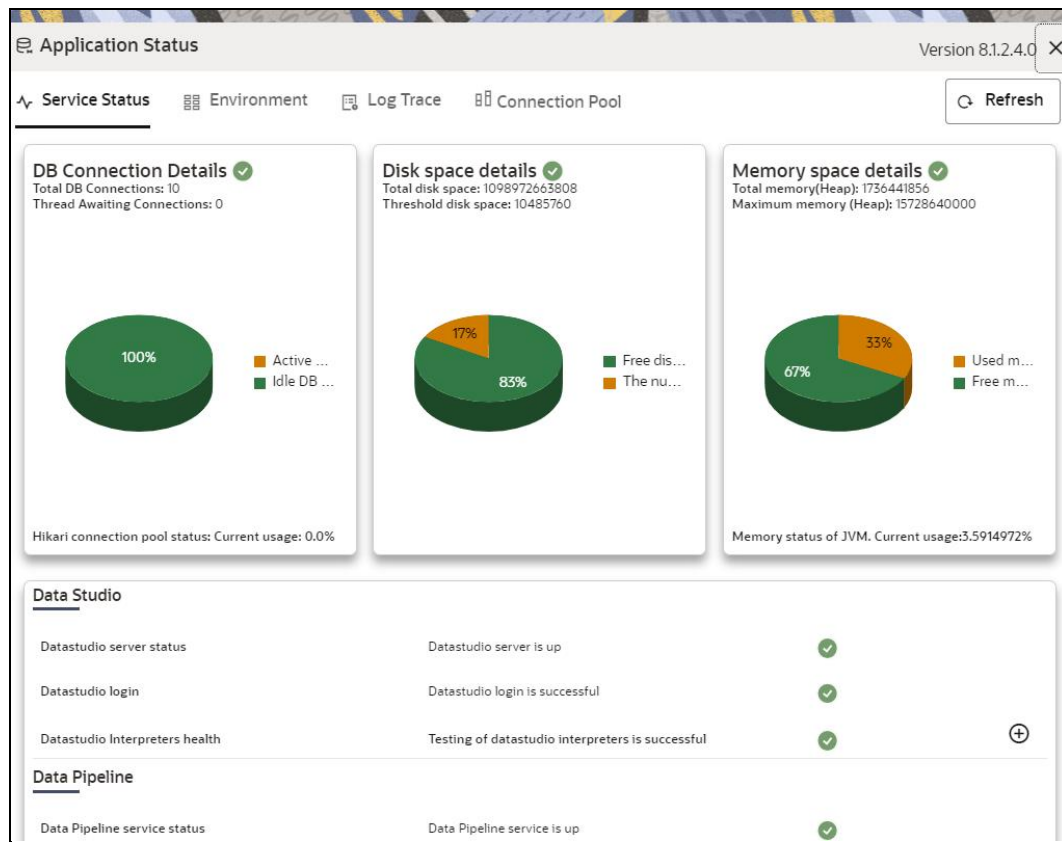 Application Status
Version 8.1.2.4.0
Service Status
Environment
Log Trace
Connection Pool
Refresh
DB Connection Details
Total DB Connections: 10
Thread Awaiting Connections: 0
100%
Active ...
Idle DB ...
Hikari connection pool status: Current usage: 0.0%
Disk space details
Total disk space: 1098972663808
Threshold disk space: 10485760
17%
83%
Free dis...
The nu...
Memory space details
Total memory(Heap): 1736441856
Maximum memory (Heap): 15728640000
33%
67%
Used m...
Free m...
Memory status of JVM. Current usage:3.5914972%
Data Studio
Datastudio server status Datastudio server is up
Datastudio login Datastudio login is successful
Datastudio Interpreters health Testing of datastudio interpreters is successful
Data Pipeline
Data Pipeline service status Data Pipeline service is up